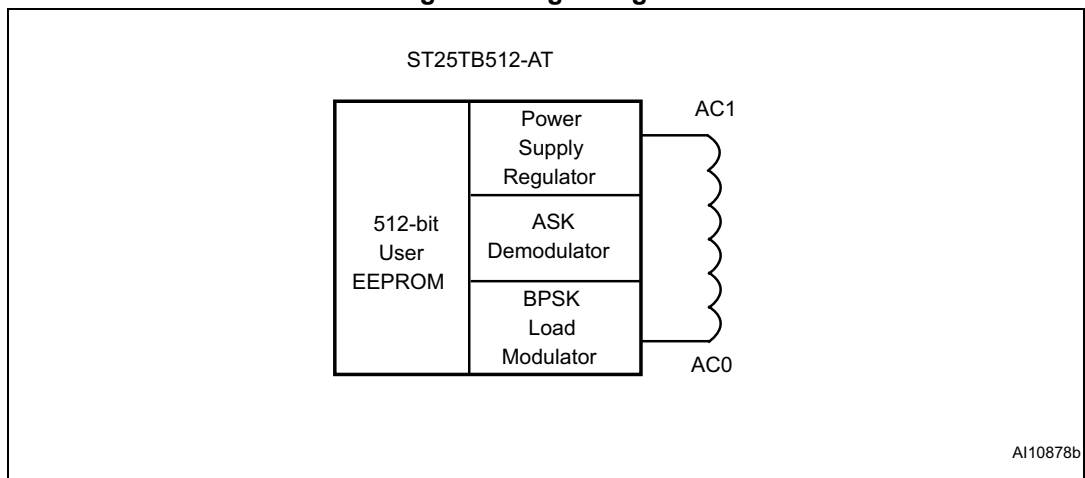 ST25TB512-AT
AC1
Power
Supply
Regulator
512-bit
User
EEPROM
ASK
Demodulator
BPSK
Load
Modulator
AC0
AI10878b